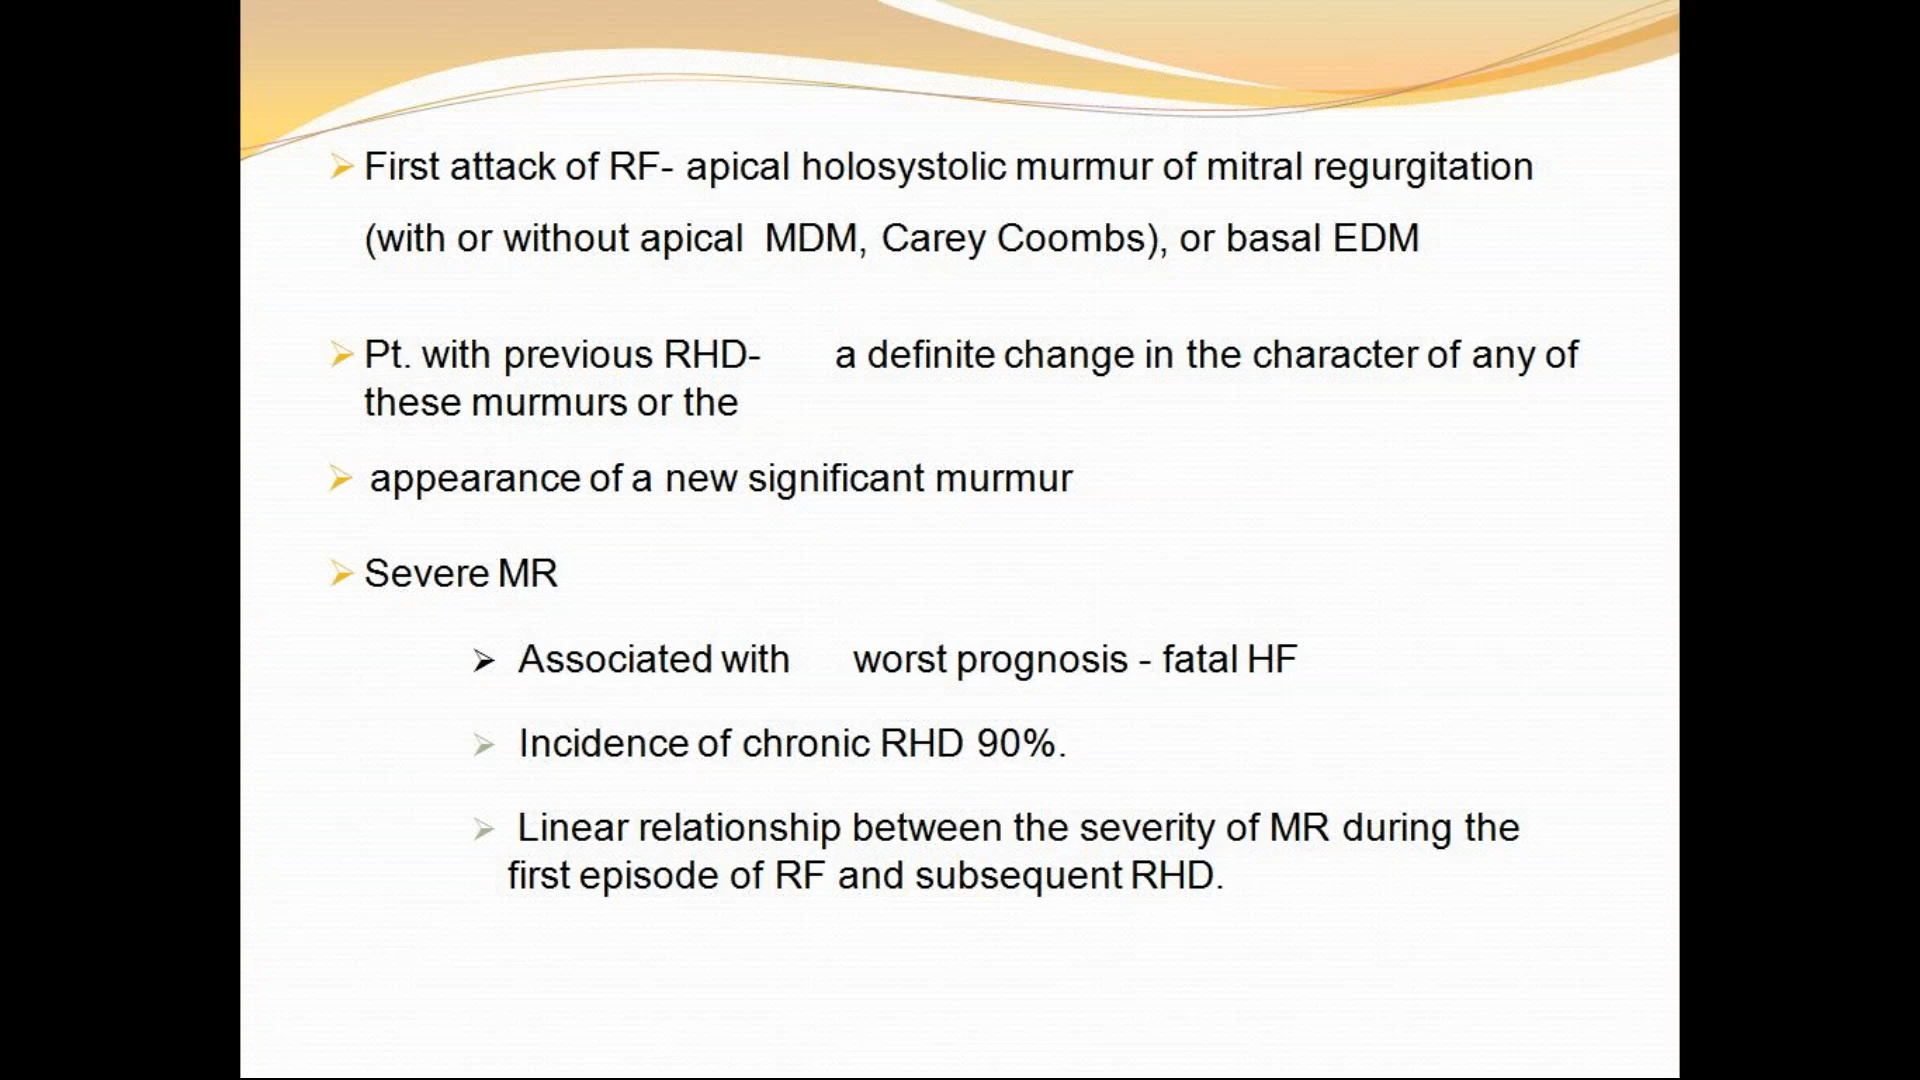 First attack of RF- apical holosystolic murmur of mitral regurgitation
(with or without apical MDM, Carey Coombs), or basal EDM
Pt. with previous RHD- a definite change in the character of any of
these murmurs or the
appearance of a new significant murmur
Severe MR
Associated with worst prognosis - fatal HF
Incidence of chronic RHD 90%.
Linear relationship between the severity of MR during the
first episode of RF and subsequent RHD.